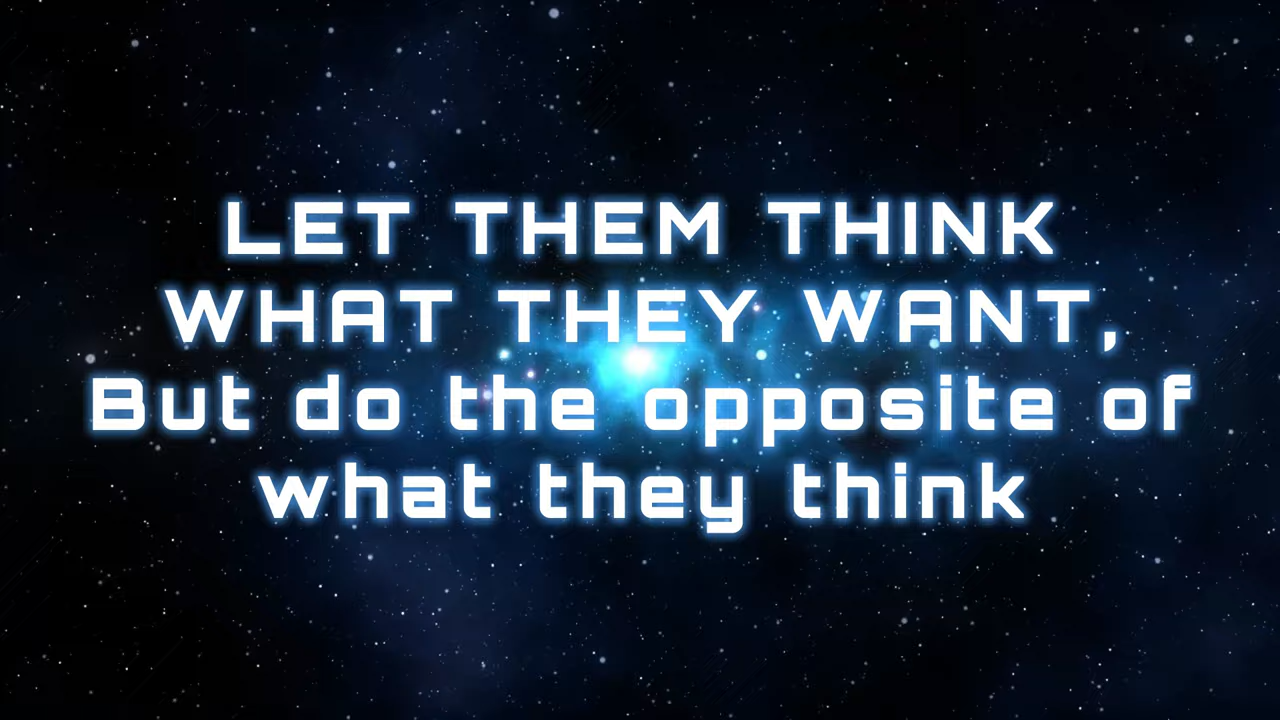 LET THEM THINK
WHAT THEY WANT,
But do the opposite of
what they think